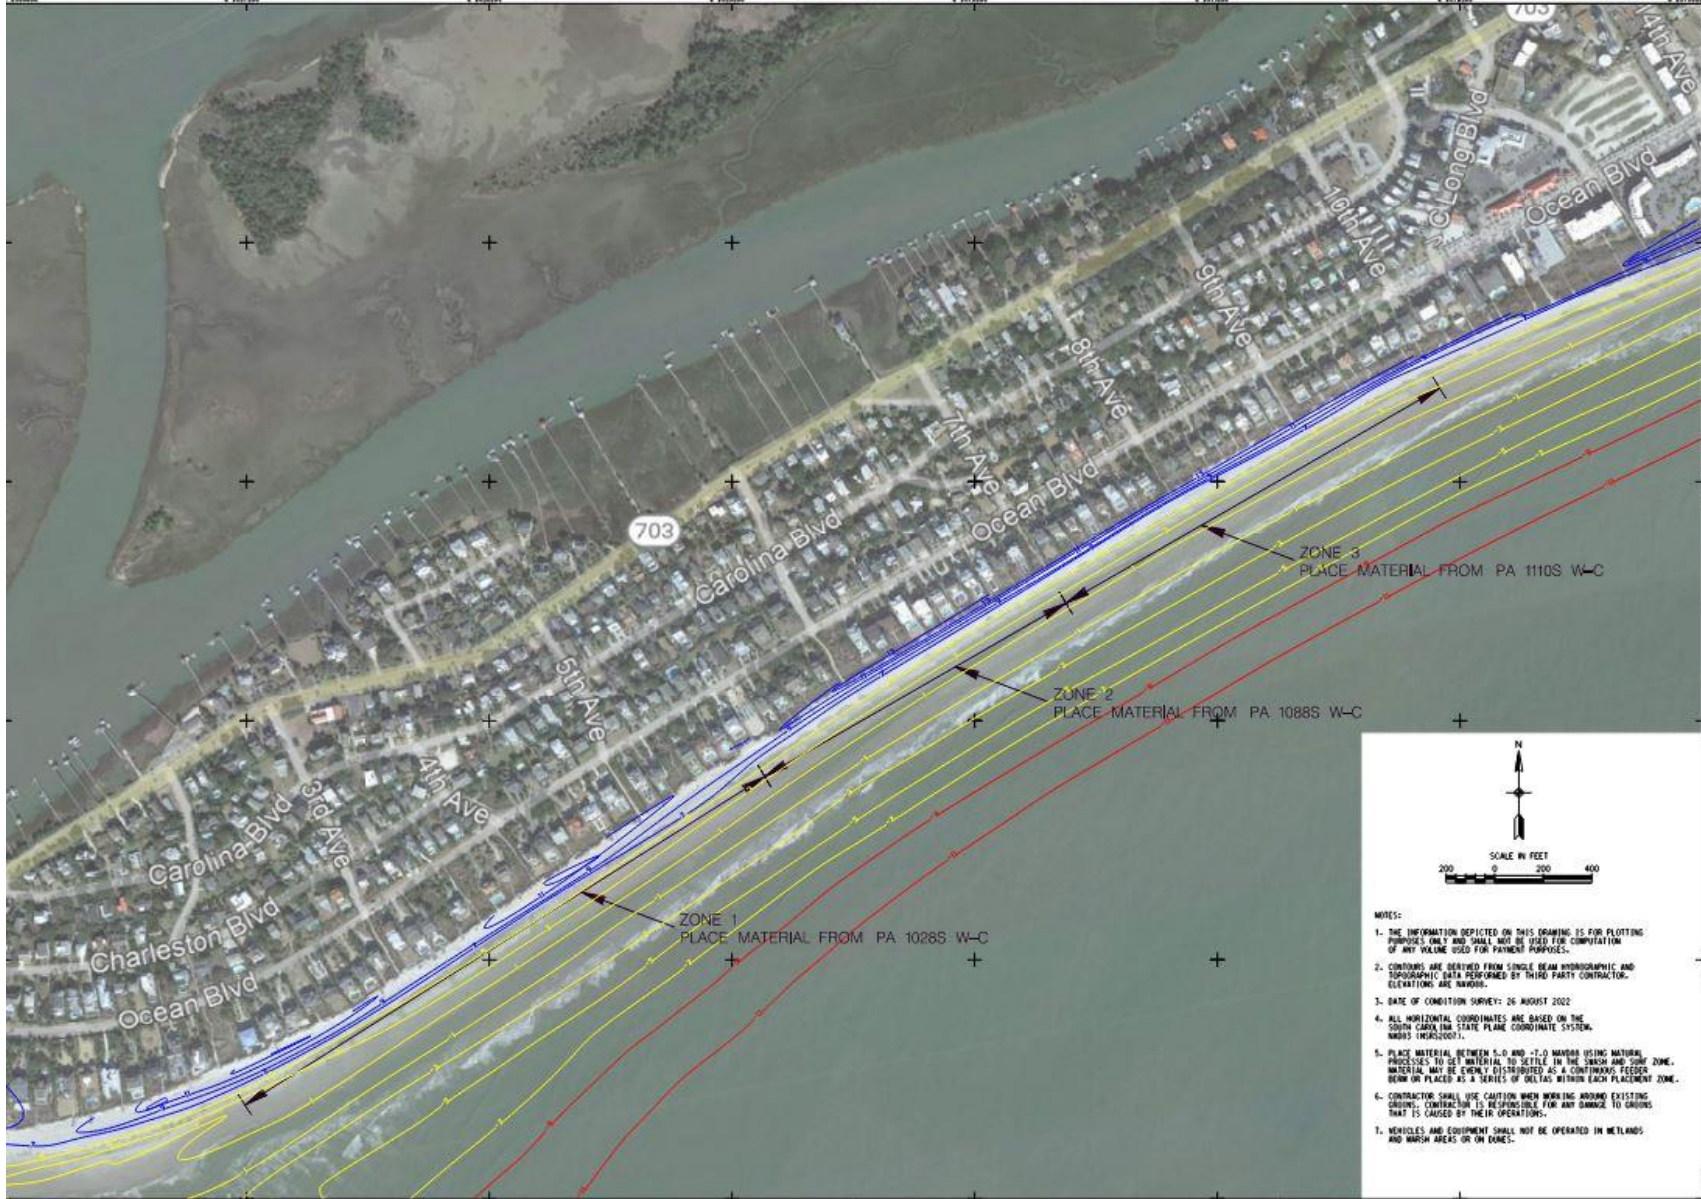 703
14th Ave
JC Long Blvd
Ocean Blvd
10th Ave
9th Ave
8th Ave
7th Ave
Ocean Blvd
703
Carolina Blvd
ZONE 3
PLACE MATERIAL FROM PA 1110S W-C
ZONE 2
PLACE MATERIAL FROM PA 1088S W-C
5th Ave
4th Ave
3rd Ave
Carolina Blvd
Charleston Blvd
Ocean Blvd
ZONE 1
PLACE MATERIAL FROM PA 1028S W-C
N
SCALE IN FEET
200 0 200 400
NOTES:
1. THE INFORMATION DEPICTED ON THIS DRAWING IS FOR PLOTTING
PURPOSES ONLY AND SHALL NOT BE USED FOR COMPUTATION
OF ANY VOLUME USED FOR PAYMENT PURPOSES.
2. CONTOURS ARE DERIVED FROM SINGLE BEAM HYDROGRAPHIC AND
TOPOGRAPHIC DATA PERFORMED BY THIRD PARTY CONTRACTOR.
ELEVATIONS ARE NAVD88.
3. DATE OF CONDITION SURVEY: 26 AUGUST 2022
4. ALL HORIZONTAL COORDINATES ARE BASED ON THE
SOUTH CAROLINA STATE PLANE COORDINATE SYSTEM.
NAD83 (NSRS2007).
5. PLACE MATERIAL BETWEEN 5.0 AND -7.0 NAVD88 USING NATURAL
PROCESSES TO GET MATERIAL TO SETTLE IN THE SWASH AND SURF ZONE.
MATERIAL MAY BE EVENLY DISTRIBUTED AS A CONTINUOUS FEEDER
BERM OR PLACED AS A SERIES OF DELTAS WITHIN EACH PLACEMENT ZONE.
6. CONTRACTOR SHALL USE CAUTION WHEN WORKING AROUND EXISTING
GROINS. CONTRACTOR IS RESPONSIBLE FOR ANY DAMAGE TO GROINS
THAT IS CAUSED BY THEIR OPERATIONS.
7. VEHICLES AND EQUIPMENT SHALL NOT BE OPERATED IN WETLANDS
AND MARSH AREAS OR ON DUNES.